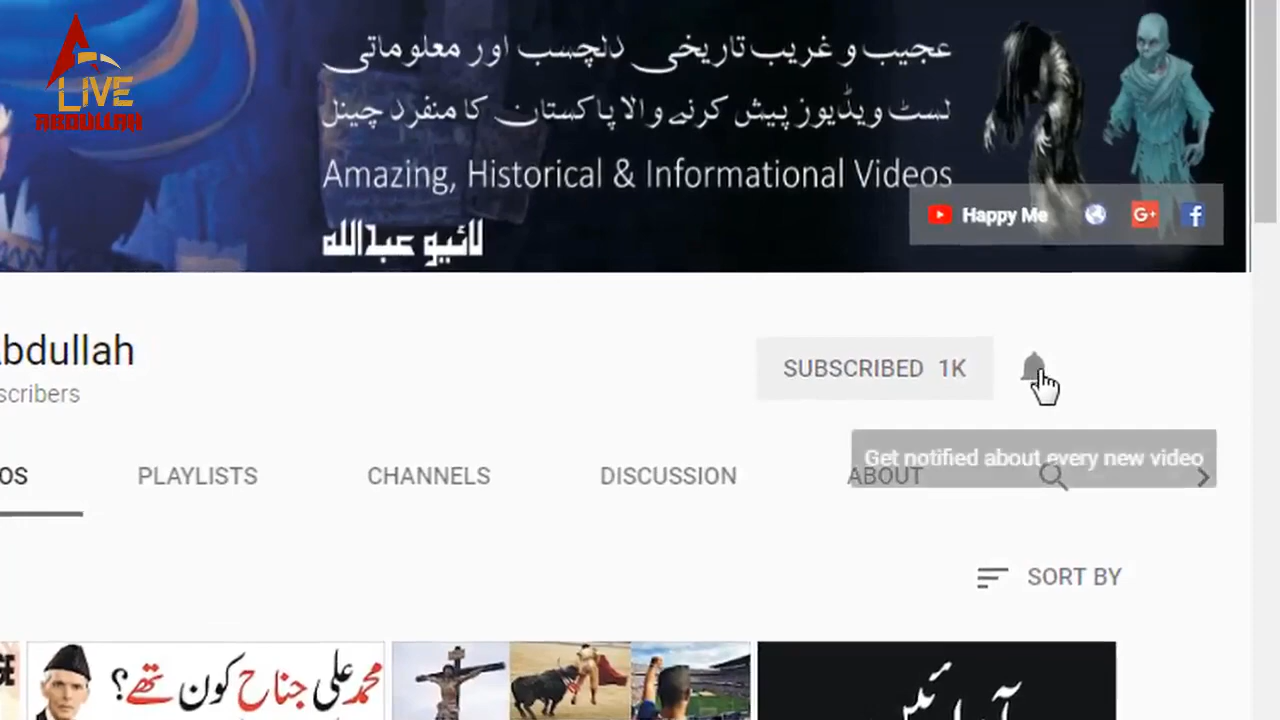 LIVE
ABDULLAH
عجیب و غریب تاریخی دلچسب اور معلوماتی
لسٹ ویڈیوز پیش کرنے والا پاکستان کا منفرد چینل
Amazing, Historical & Informational Videos
لائیو عبداللہ
Happy Me
G+
f
bdullah
scribers
SUBSCRIBED 1K
Get notified about every new video
OS PLAYLISTS CHANNELS DISCUSSION ABOUT
SORT BY
محمد علی جناح کون تھے؟